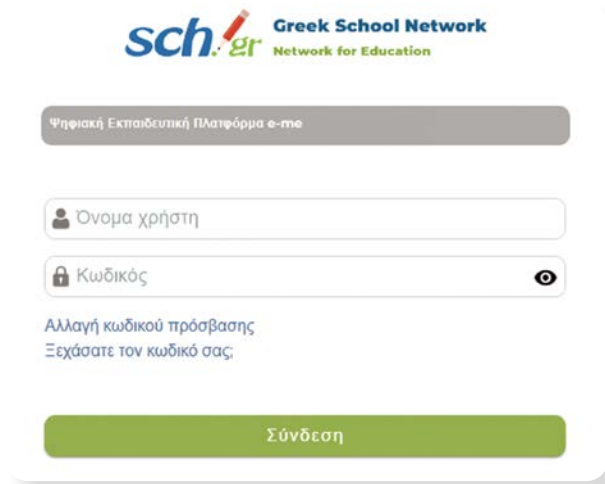 sch.gr Greek School Network
Network for Education
Ψηφιακή Εκπαιδευτική Πλατφόρμα e-me
Όνομα χρήστη
Κωδικός
Αλλαγή κωδικού πρόσβασης
Ξεχάσατε τον κωδικό σας;
Σύνδεση